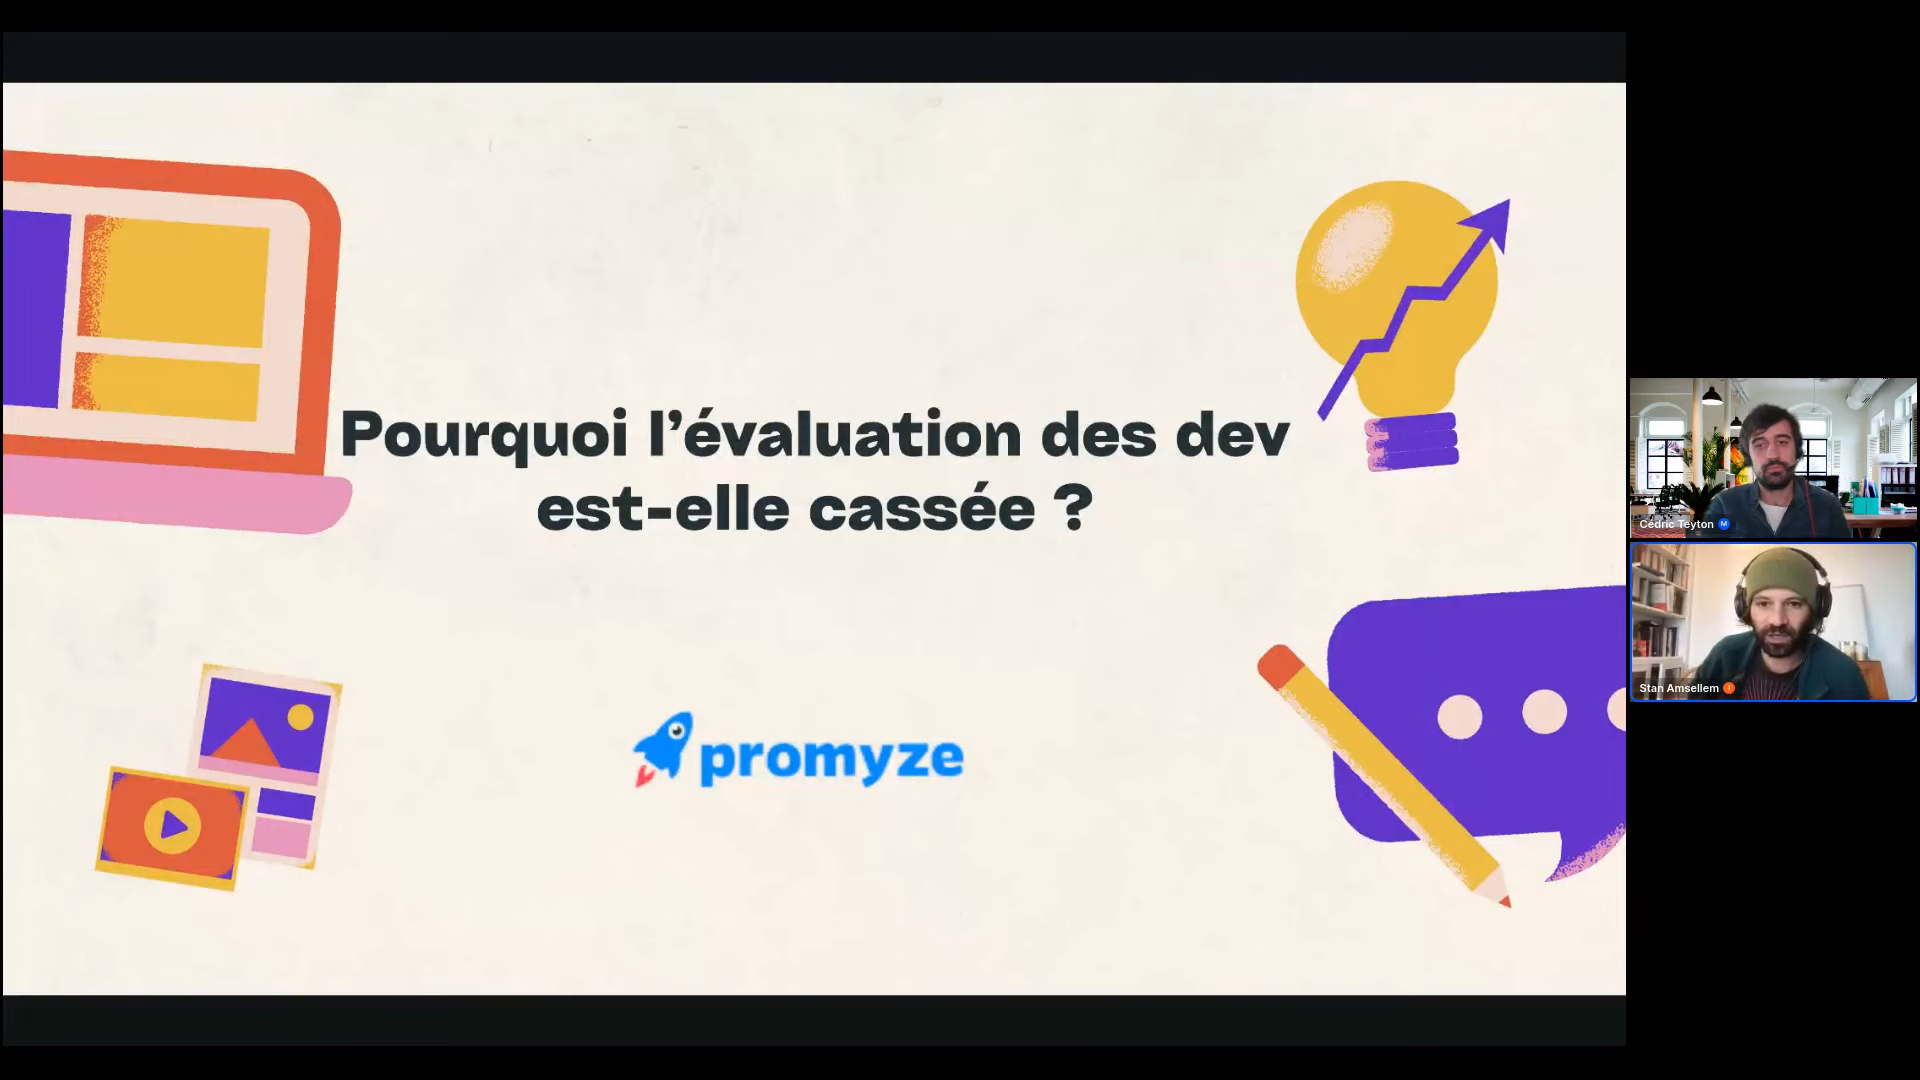 Pourquoi l'évaluation des dev
est-elle cassée ?
promyze
Cédric Teyton M
Stan Amsellem I